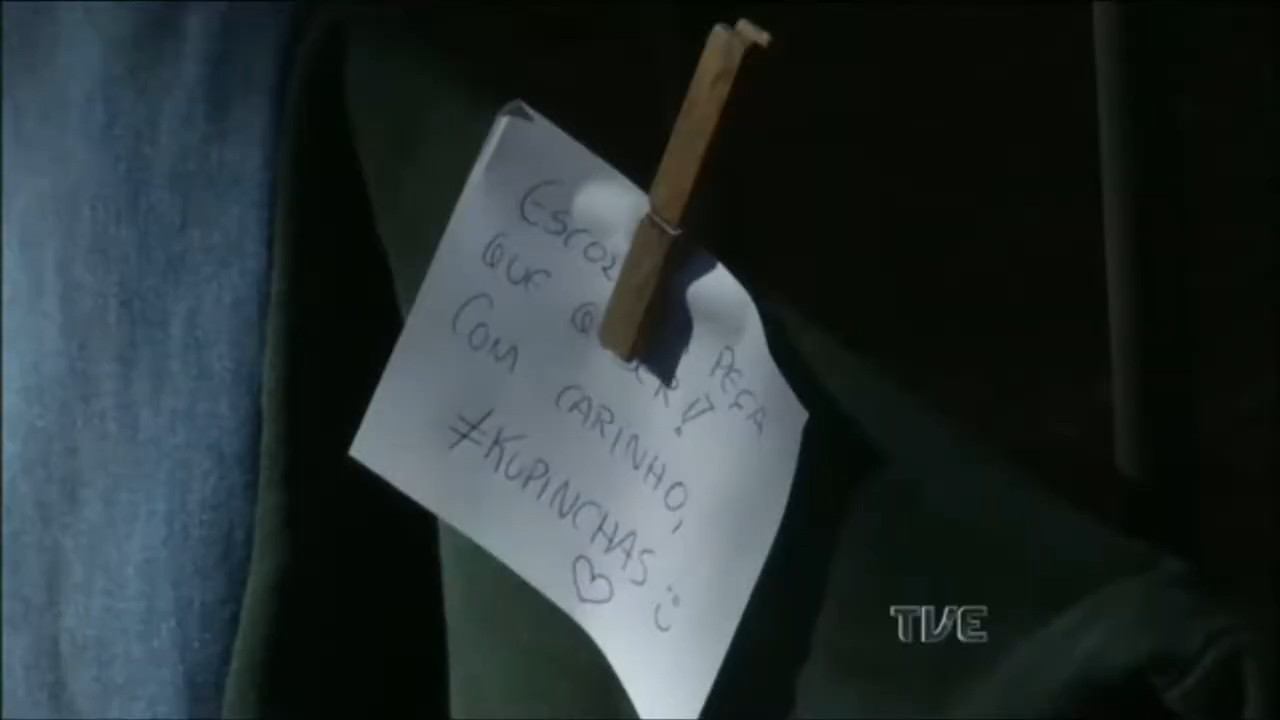 QUE
PEÇA
COM CARINHO,
#KUPINCHAS :)
♡
TVE